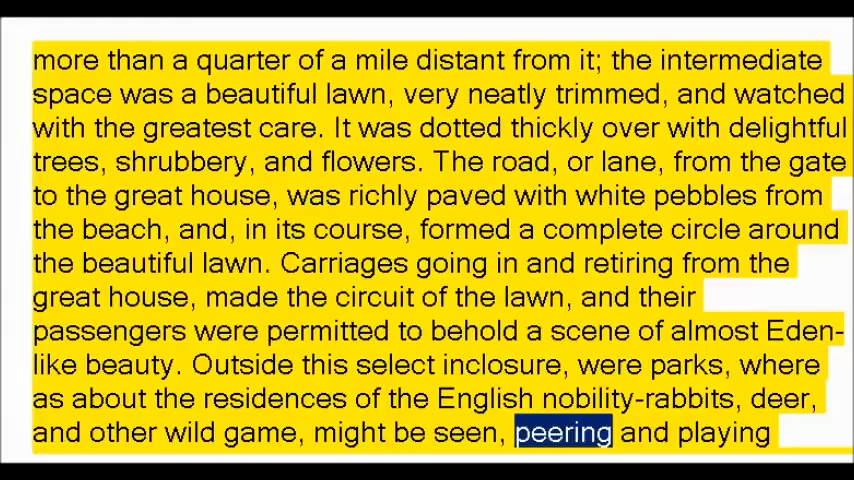 more than a quarter of a mile distant from it; the intermediate
space was a beautiful lawn, very neatly trimmed, and watched
with the greatest care. It was dotted thickly over with delightful
trees, shrubbery, and flowers. The road, or lane, from the gate
to the great house, was richly paved with white pebbles from
the beach, and, in its course, formed a complete circle around
the beautiful lawn. Carriages going in and retiring from the
great house, made the circuit of the lawn, and their
passengers were permitted to behold a scene of almost Eden-
like beauty. Outside this select inclosure, were parks, where
as about the residences of the English nobility-rabbits, deer,
and other wild game, might be seen, peering and playing